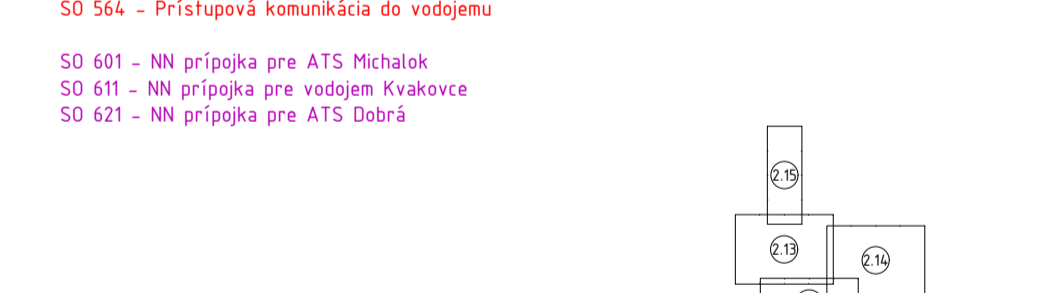 SO 564 - Prístupová komunikácia do vodojemu
SO 601 - NN prípojka pre ATS Michalok
SO 611 - NN prípojka pre vodojem Kvakovce
SO 621 - NN prípojka pre ATS Dobrá
2.15
2.13
2.14